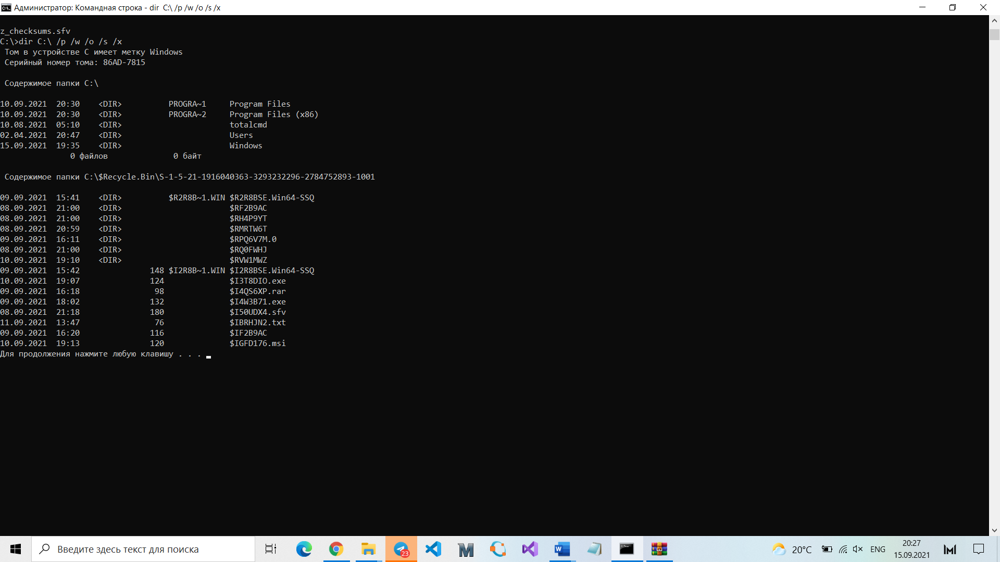 Администратор: Командная строка - dir  C:\ /p /w /o /s /x
z_checksums.sfv
C:\>dir C:\ /p /w /o /s /x
 Том в устройстве C имеет метку Windows
 Серийный номер тома: 86AD-7815
 Содержимое папки C:\
10.09.2021  20:30    <DIR>          PROGRA~1     Program Files
10.09.2021  20:30    <DIR>          PROGRA~2     Program Files (x86)
10.08.2021  05:10    <DIR>                       totalcmd
02.04.2021  20:47    <DIR>                       Users
15.09.2021  19:35    <DIR>                       Windows
               0 файлов              0 байт
 Содержимое папки C:\$Recycle.Bin\S-1-5-21-1916040363-3293232296-2784752893-1001
09.09.2021  15:41    <DIR>          $R2R8B~1.WIN $R2R8BSE.Win64-SSQ
08.09.2021  21:00    <DIR>                       $RF2B9AC
08.09.2021  21:00    <DIR>                       $RH4P9YT
08.09.2021  20:59    <DIR>                       $RMRTW6T
09.09.2021  16:11    <DIR>                       $RPQ6V7M.0
08.09.2021  21:00    <DIR>                       $RQ0FWHJ
10.09.2021  19:10    <DIR>                       $RVW1MWZ
09.09.2021  15:42               148 $I2R8B~1.WIN $I2R8BSE.Win64-SSQ
10.09.2021  19:07               124              $I3T8DIO.exe
09.09.2021  16:18                98              $I4QS6XP.rar
09.09.2021  18:02               132              $I4W3B71.exe
08.09.2021  21:18               180              $I50UDX4.sfv
11.09.2021  13:47                76              $IBRHJN2.txt
09.09.2021  16:20               116              $IF2B9AC
10.09.2021  19:13               120              $IGFD176.msi
Для продолжения нажмите любую клавишу . . .
Введите здесь текст для поиска
23
20°C
ENG
20:27
15.09.2021